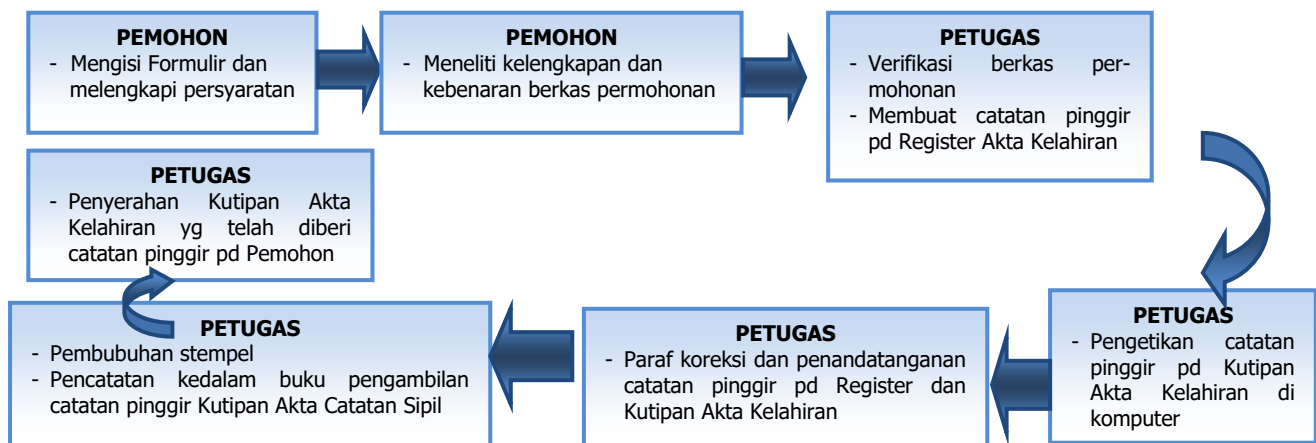 PEMOHON
- Mengisi Formulir dan
melengkapi persyaratan
PEMOHON
- Meneliti kelengkapan dan
kebenaran berkas permohonan
PETUGAS
- Verifikasi berkas per-
mohonan
- Membuat catatan pinggir
pd Register Akta Kelahiran
PETUGAS
- Pengetikan catatan
pinggir pd Kutipan
Akta Kelahiran di
komputer
PETUGAS
- Paraf koreksi dan penandatanganan
catatan pinggir pd Register dan
Kutipan Akta Kelahiran
PETUGAS
- Pembubuhan stempel
- Pencatatan kedalam buku pengambilan
catatan pinggir Kutipan Akta Catatan Sipil
PETUGAS
- Penyerahan Kutipan Akta
Kelahiran yg telah diberi
catatan pinggir pd Pemohon